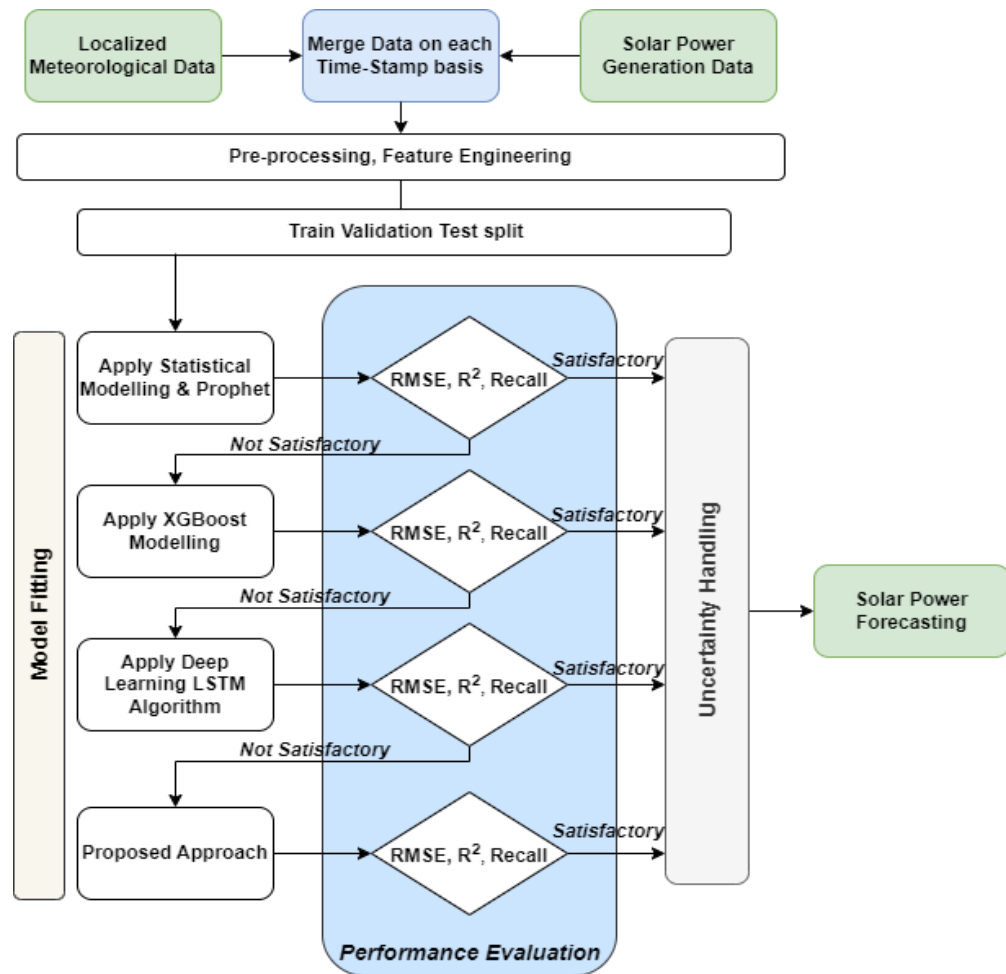 Localized
Meteorological Data
Merge Data on each
Time-Stamp basis
Solar Power
Generation Data
Pre-processing, Feature Engineering
Train Validation Test split
Model Fitting
Apply Statistical
Modelling & Prophet
RMSE, R², Recall
Satisfactory
Not Satisfactory
Apply XGBoost
Modelling
RMSE, R², Recall
Satisfactory
Not Satisfactory
Apply Deep
Learning LSTM
Algorithm
RMSE, R², Recall
Satisfactory
Not Satisfactory
Proposed Approach
RMSE, R², Recall
Satisfactory
Performance Evaluation
Uncertainty Handling
Solar Power
Forecasting